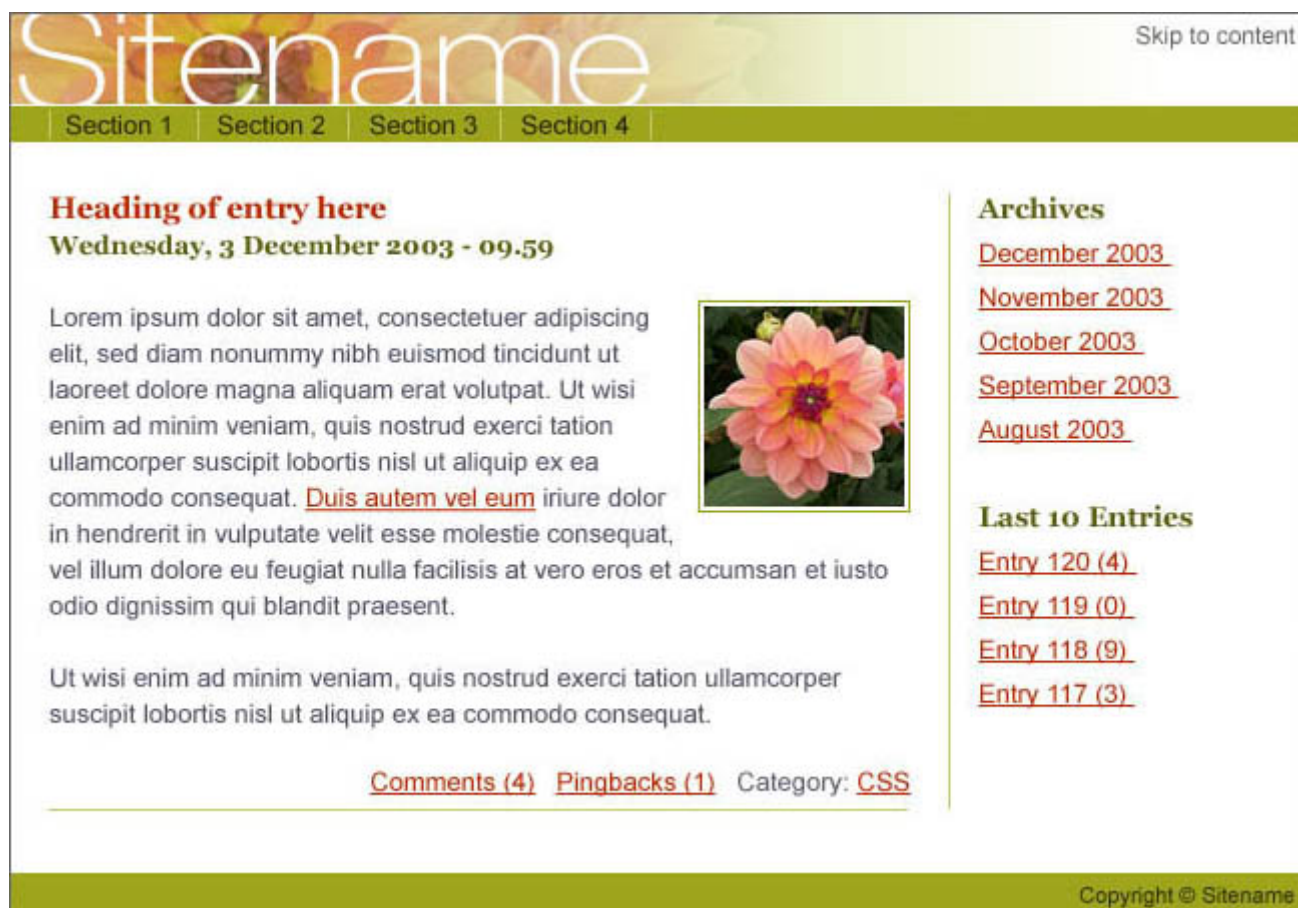 Sitename
Skip to content
Section 1 Section 2 Section 3 Section 4
Heading of entry here
Wednesday, 3 December 2003 - 09.59
Lorem ipsum dolor sit amet, consectetuer adipiscing
elit, sed diam nonummy nibh euismod tincidunt ut
laoreet dolore magna aliquam erat volutpat. Ut wisi
enim ad minim veniam, quis nostrud exerci tation
ullamcorper suscipit lobortis nisl ut aliquip ex ea
commodo consequat. Duis autem vel eum iriure dolor
in hendrerit in vulputate velit esse molestie consequat,
vel illum dolore eu feugiat nulla facilisis at vero eros et accumsan et iusto
odio dignissim qui blandit praesent.
Ut wisi enim ad minim veniam, quis nostrud exerci tation ullamcorper
suscipit lobortis nisl ut aliquip ex ea commodo consequat.
Comments (4) Pingbacks (1) Category: CSS
Archives
December 2003
November 2003
October 2003
September 2003
August 2003
Last 10 Entries
Entry 120 (4)
Entry 119 (0)
Entry 118 (9)
Entry 117 (3)
Copyright © Sitename